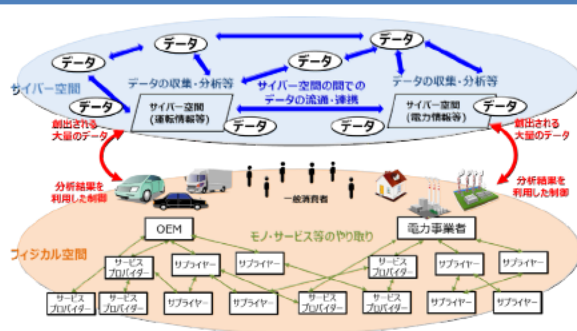 データ
データ
データ
データ
データの収集・分析等
サイバー空間の間での
データの流通・連携
データの収集・分析等
サイバー空間
データ
サイバー空間
(運転情報等)
データ
データ
サイバー空間
(電力情報等)
データ
創出される
大量のデータ
創出される
大量のデータ
分析結果を
利用した制御
分析結果を
利用した制御
一般消費者
OEM
モノ・サービス等のやり取り
電力事業者
フィジカル空間
サービス
プロバイダー
サプライヤー
サプライヤー
サービス
プロバイダー
サプライヤー
サプライヤー
サービス
プロバイダー
サービス
プロバイダー
サプライヤー
サプライヤー
サービス
プロバイダー
サービス
プロバイダー
サプライヤー
サプライヤー